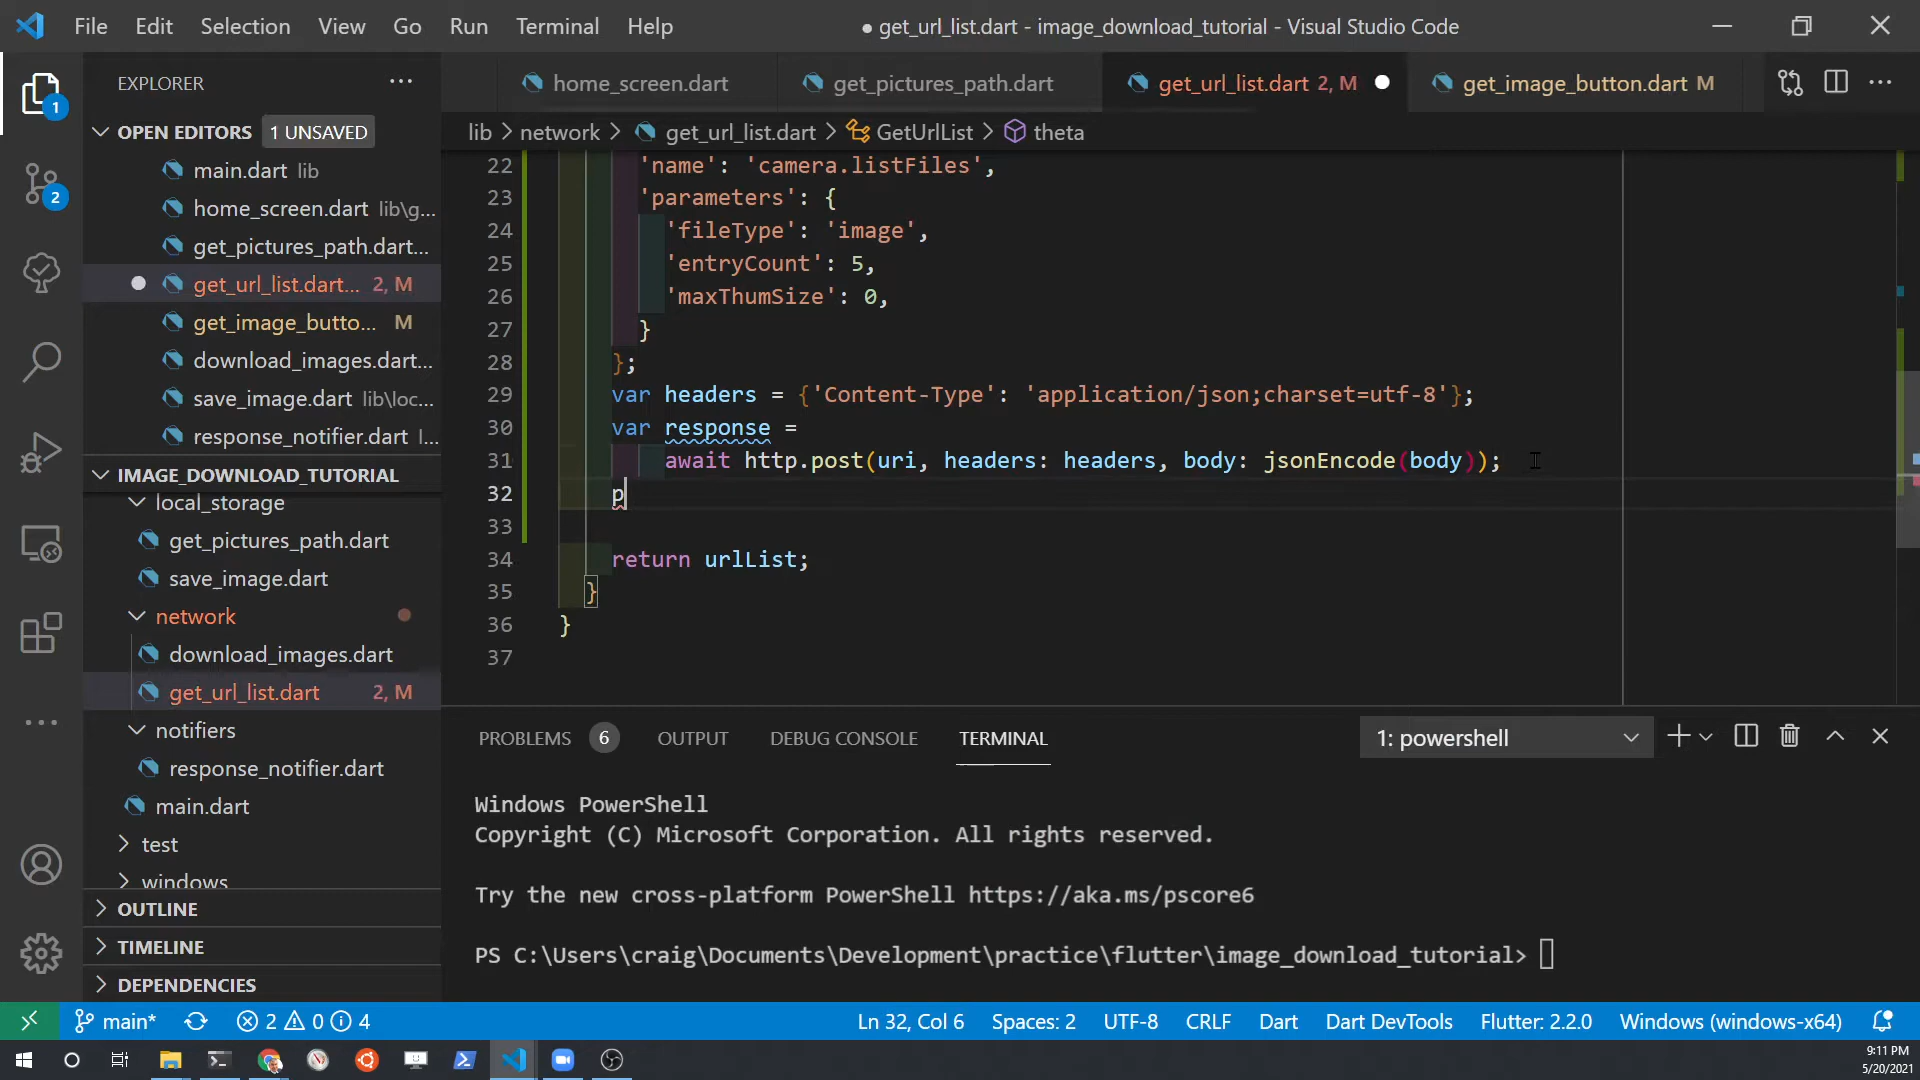 File Edit Selection View Go Run Terminal Help
● get_url_list.dart - image_download_tutorial - Visual Studio Code
EXPLORER
home_screen.dart
get_pictures_path.dart
get_url_list.dart 2, M
get_image_button.dart M
OPEN EDITORS 1 UNSAVED
lib > network > get_url_list.dart > GetUrlList > theta
main.dart lib
home_screen.dart lib\g...
get_pictures_path.dart...
get_url_list.dart... 2, M
get_image_butto... M
download_images.dart...
save_image.dart lib\loc...
response_notifier.dart l...
IMAGE_DOWNLOAD_TUTORIAL
local_storage
get_pictures_path.dart
save_image.dart
network
download_images.dart
get_url_list.dart 2, M
notifiers
response_notifier.dart
main.dart
test
windows
OUTLINE
TIMELINE
DEPENDENCIES
1
2
22 'name': 'camera.listFiles',
23 'parameters': {
24 'fileType': 'image',
25 'entryCount': 5,
26 'maxThumSize': 0,
27 }
28 };
29 var headers = {'Content-Type': 'application/json;charset=utf-8'};
30 var response =
31 await http.post(uri, headers: headers, body: jsonEncode(body));
32 p
33
34 return urlList;
35 }
36 }
37
PROBLEMS 6 OUTPUT DEBUG CONSOLE TERMINAL
1: powershell
Windows PowerShell
Copyright (C) Microsoft Corporation. All rights reserved.
Try the new cross-platform PowerShell https://aka.ms/pscore6
PS C:\Users\craig\Documents\Development\practice\flutter\image_download_tutorial>
main* 2 0 4
Ln 32, Col 6 Spaces: 2 UTF-8 CRLF Dart Dart DevTools Flutter: 2.2.0 Windows (windows-x64)
9:11 PM
5/20/2021